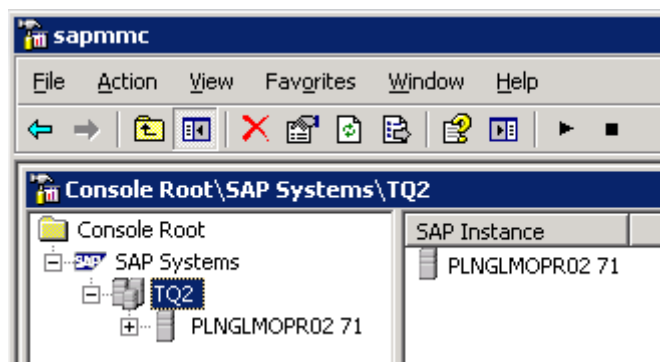 sapmmc
File Action View Favorites Window Help
Console Root\SAP Systems\TQ2
Console Root
SAP Systems
TQ2
PLNGLMOPR02 71
SAP Instance
PLNGLMOPR02 71